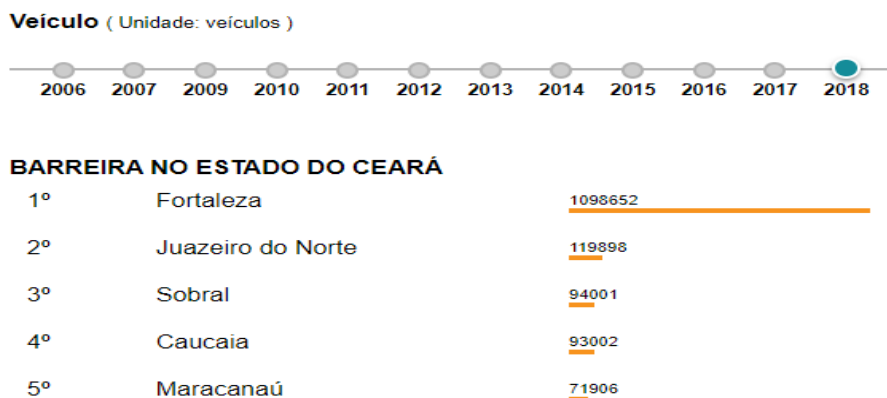 Veículo ( Unidade: veículos )
2006 2007 2009 2010 2011 2012 2013 2014 2015 2016 2017 2018
BARREIRA NO ESTADO DO CEARÁ
1º Fortaleza 1098652
2º Juazeiro do Norte 119898
3º Sobral 94001
4º Caucaia 93002
5º Maracanaú 71906